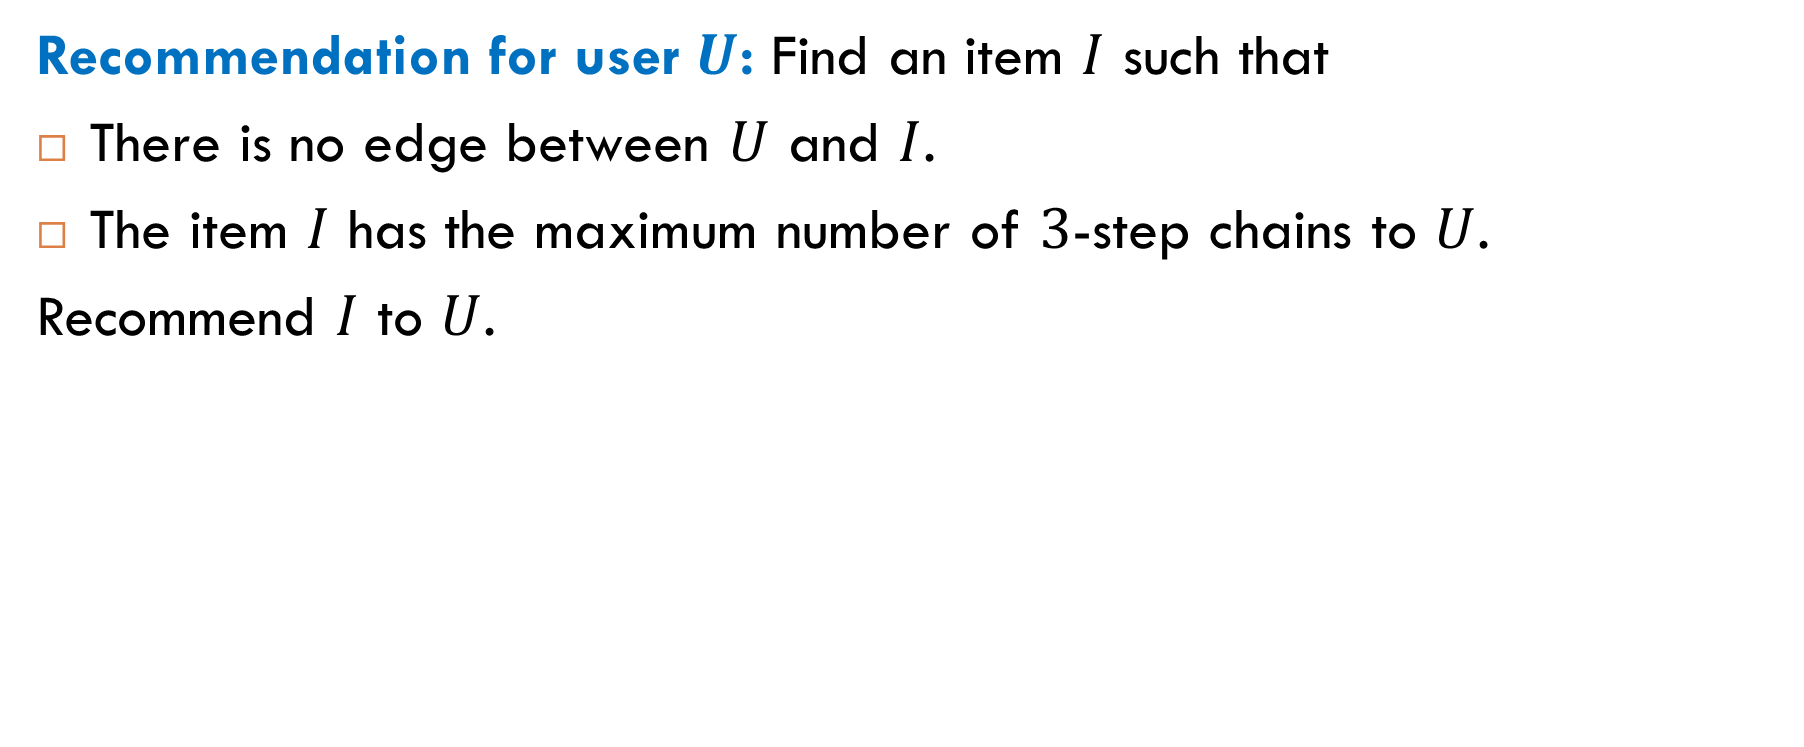 Recommendation for user U: Find an item I such that
□ There is no edge between U and I.
□ The item I has the maximum number of 3-step chains to U.
Recommend I to U.